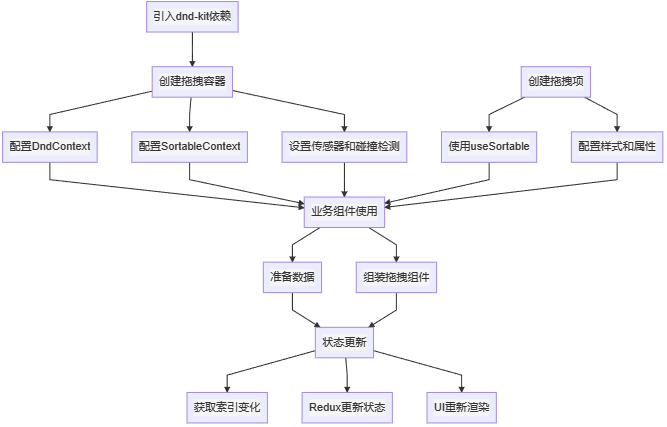 引入dnd-kit依赖
创建拖拽容器
创建拖拽项
配置DndContext
配置SortableContext
设置传感器和碰撞检测
使用useSortable
配置样式和属性
业务组件使用
准备数据
组装拖拽组件
状态更新
获取索引变化
Redux更新状态
UI重新渲染